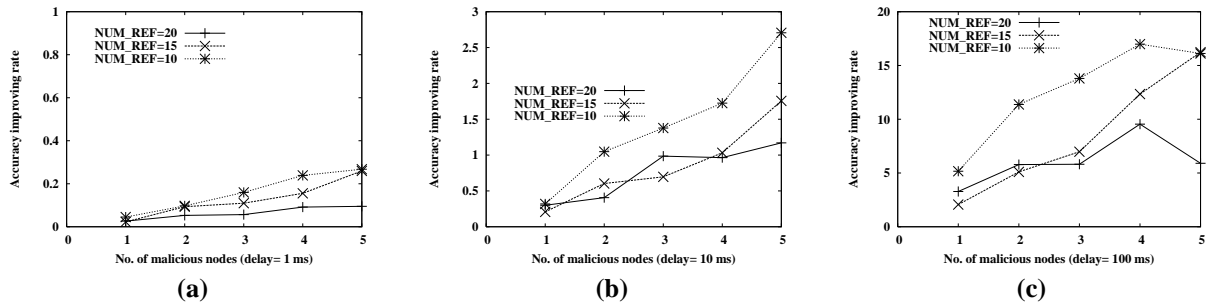 1
0.8
0.6
0.4
0.2
0
0 1 2 3 4 5
Accuracy improving rate
No. of malicious nodes (delay= 1 ms)
NUM_REF=20
NUM_REF=15
NUM_REF=10
(a)
3
2.5
2
1.5
1
0.5
0
0 1 2 3 4 5
Accuracy improving rate
No. of malicious nodes (delay= 10 ms)
NUM_REF=20
NUM_REF=15
NUM_REF=10
(b)
20
15
10
5
0
0 1 2 3 4 5
Accuracy improving rate
No. of malicious nodes (delay= 100 ms)
NUM_REF=20
NUM_REF=15
NUM_REF=10
(c)